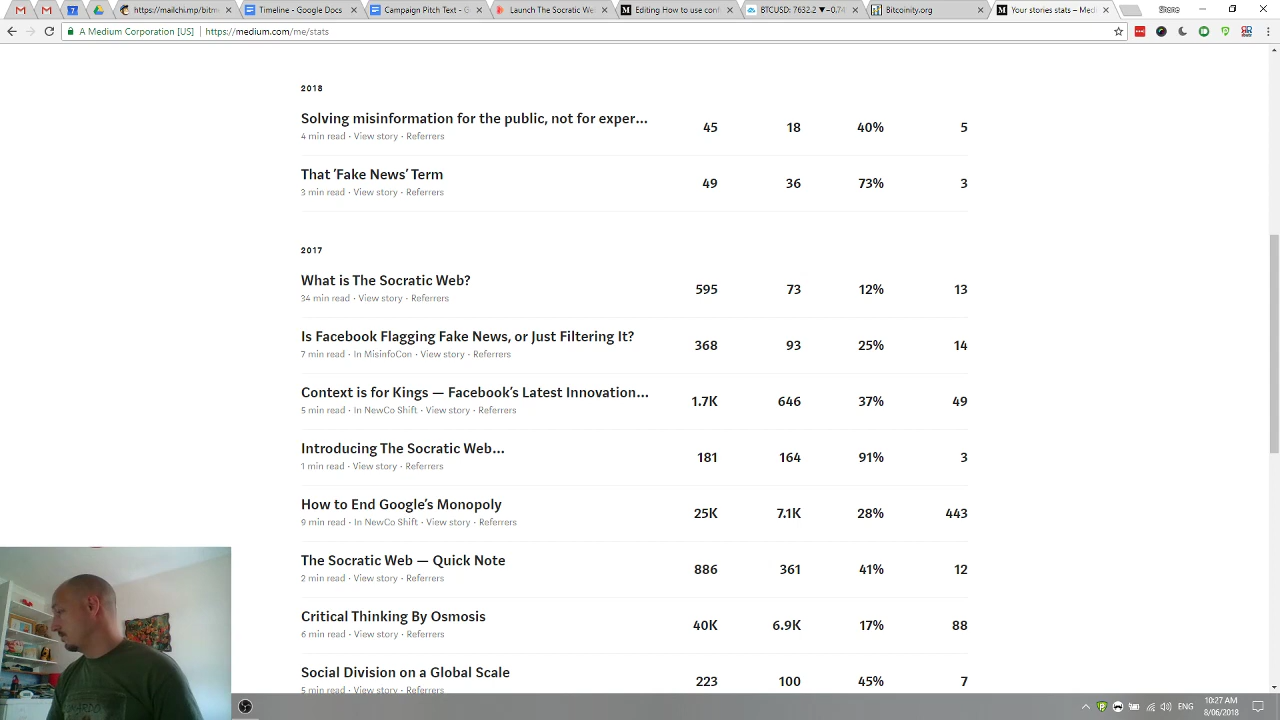 https://mailchi.mp/bitm
Timeline - Google Docs
Campaign Pitch Text - G
Launch The Socratic We
Editing How to use conf
BTCUSD: 7632.2 ▼−0.74
Bitcoinity.org
Your stories stats – Med
A Medium Corporation [US]
https://medium.com/me/stats
2018
Solving misinformation for the public, not for exper...
45 18 40% 5
4 min read · View story · Referrers
That ‘Fake News’ Term
49 36 73% 3
3 min read · View story · Referrers
2017
What is The Socratic Web?
595 73 12% 13
34 min read · View story · Referrers
Is Facebook Flagging Fake News, or Just Filtering It?
368 93 25% 14
7 min read · In MisinfoCon · View story · Referrers
Context is for Kings — Facebook’s Latest Innovation...
1.7K 646 37% 49
5 min read · In NewCo Shift · View story · Referrers
Introducing The Socratic Web...
181 164 91% 3
1 min read · View story · Referrers
How to End Google’s Monopoly
25K 7.1K 28% 443
9 min read · In NewCo Shift · View story · Referrers
The Socratic Web — Quick Note
886 361 41% 12
2 min read · View story · Referrers
Critical Thinking By Osmosis
40K 6.9K 17% 88
6 min read · View story · Referrers
Social Division on a Global Scale
223 100 45% 7
5 min read · View story · Referrers
ENG
10:27 AM
8/06/2018